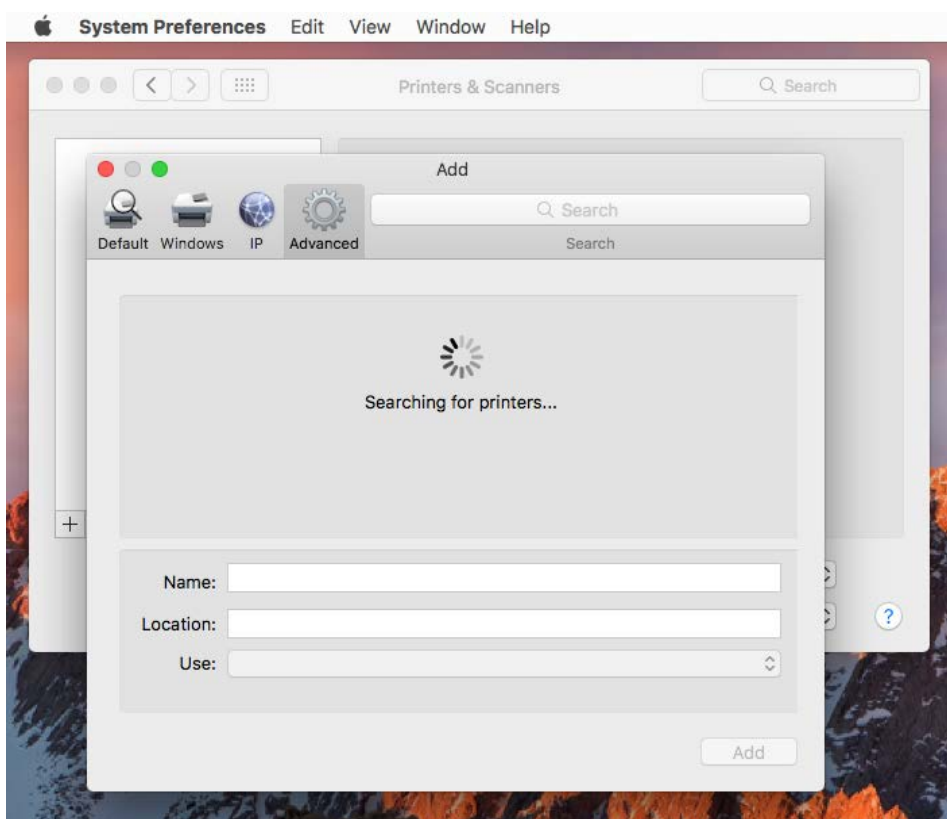 System Preferences Edit View Window Help
Printers & Scanners Search
Add
Search
Default Windows IP Advanced Search
Searching for printers...
+
Name:
Location:
?
Use:
Add